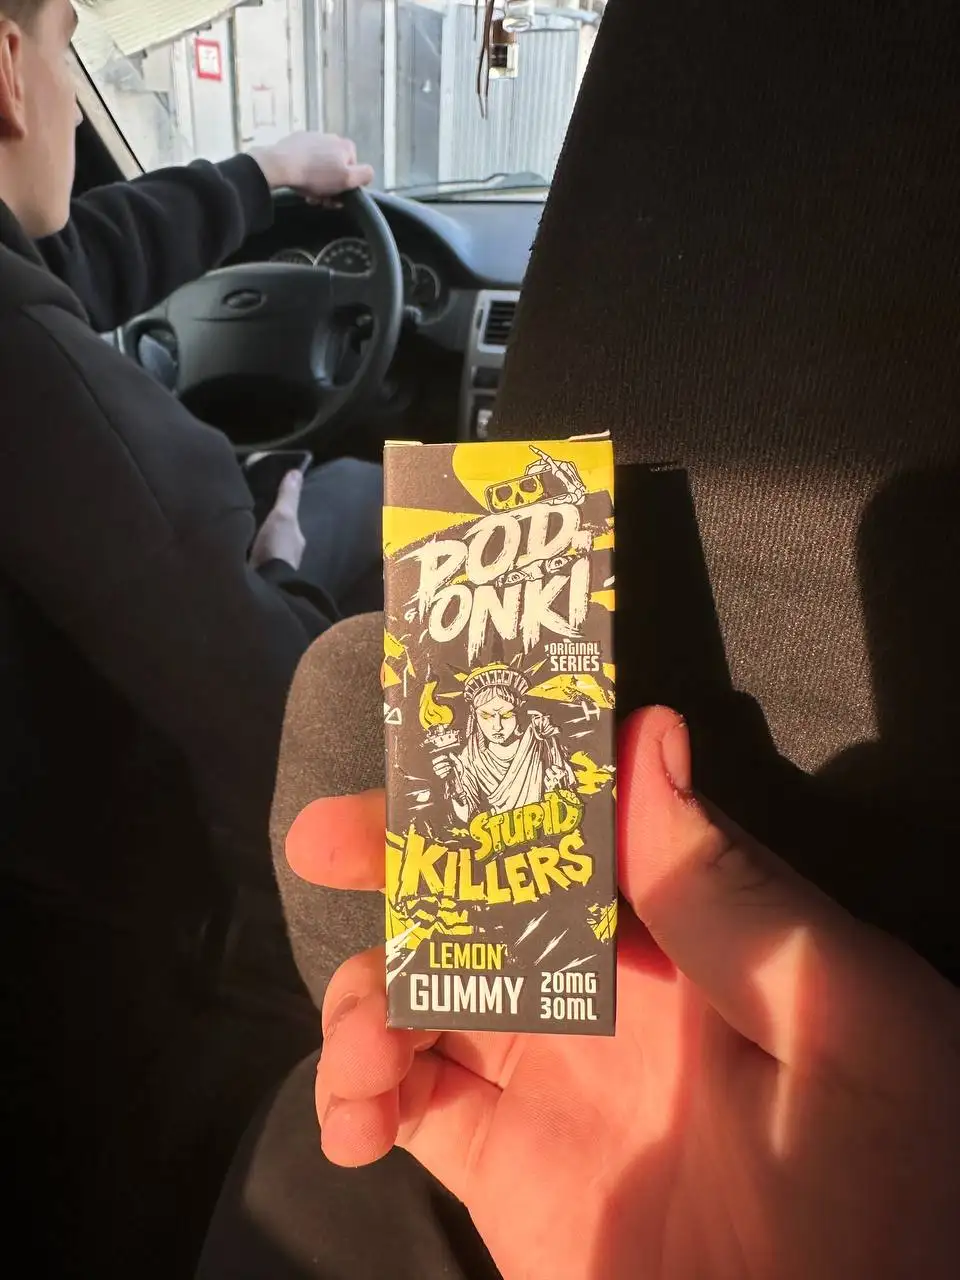 POD
ONKI
ORIGINAL
SERIES
STUPID
KILLERS
LEMON
GUMMY
20MG
30ML